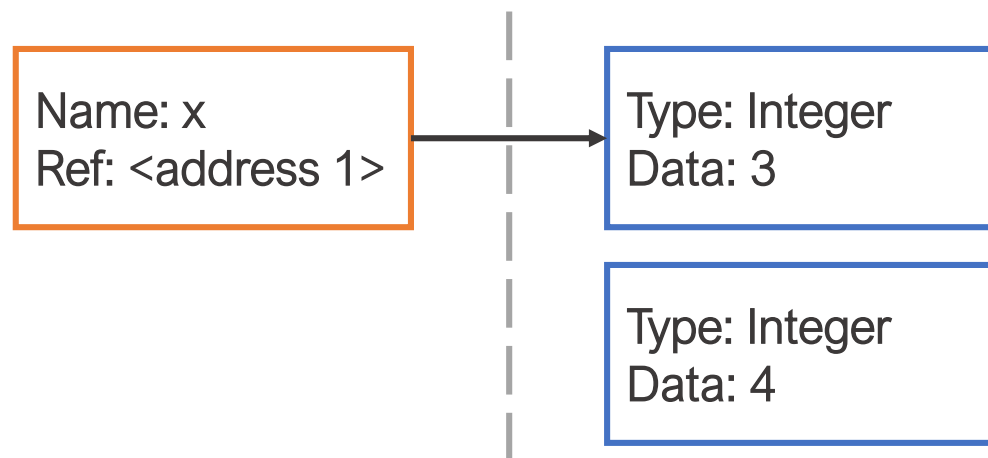 Name: x
Ref: <address 1>
Type: Integer
Data: 3
Type: Integer
Data: 4